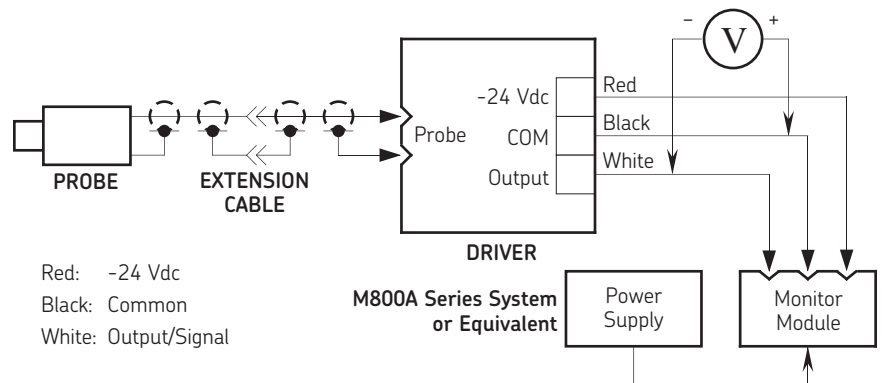 − V +
-24 Vdc
Red
Probe
COM
Black
Output
White
PROBE
EXTENSION
CABLE
DRIVER
Red: -24 Vdc
Black: Common
White: Output/Signal
M800A Series System
or Equivalent
Power
Supply
Monitor
Module